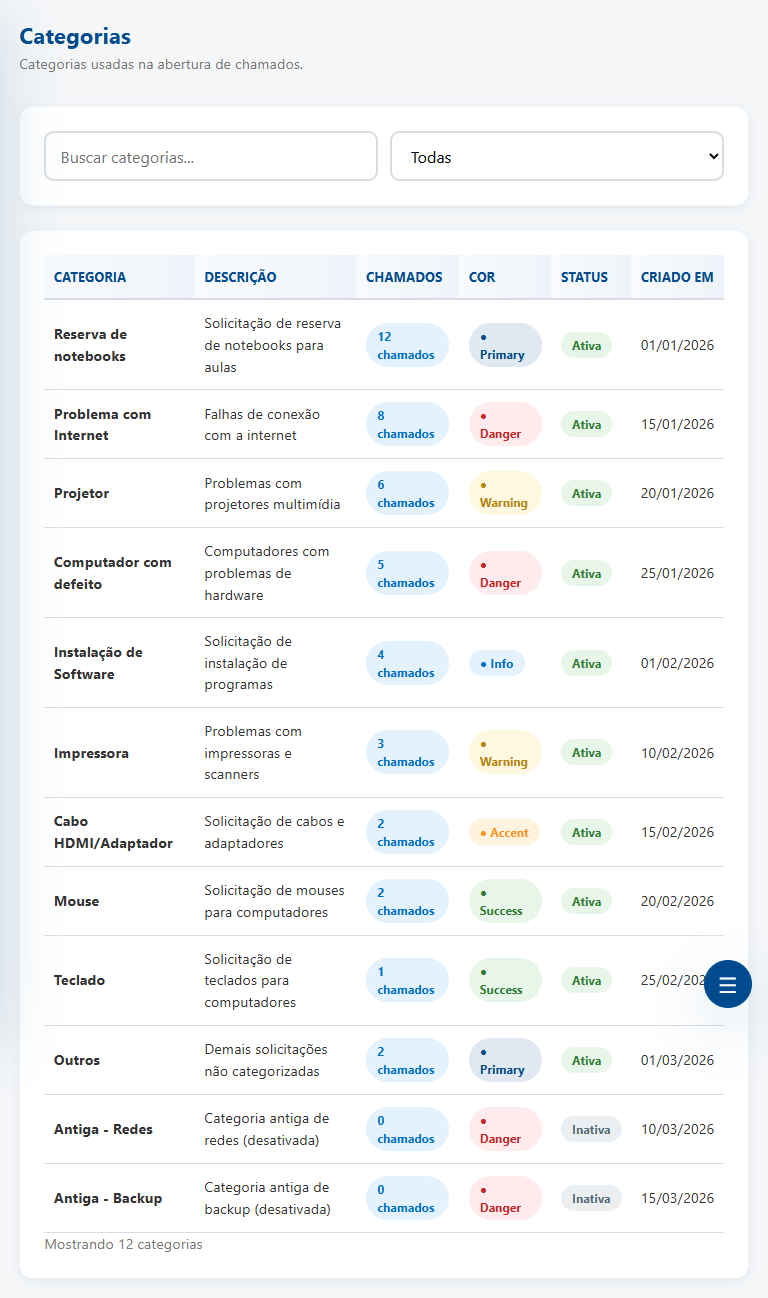 Categorias
Categorias usadas na abertura de chamados.
Buscar categorias...
Todas
CATEGORIA DESCRIÇÃO CHAMADOS COR STATUS CRIADO EM
Reserva de
notebooks
Solicitação de reserva
de notebooks para
aulas
12
chamados
•
Primary
Ativa
01/01/2026
Problema com
Internet
Falhas de conexão
com a internet
8
chamados
•
Danger
Ativa
15/01/2026
Projetor
Problemas com
projetores multimídia
6
chamados
•
Warning
Ativa
20/01/2026
Computador com
defeito
Computadores com
problemas de
hardware
5
chamados
•
Danger
Ativa
25/01/2026
Instalação de
Software
Solicitação de
instalação de
programas
4
chamados
• Info
Ativa
01/02/2026
Impressora
Problemas com
impressoras e
scanners
3
chamados
•
Warning
Ativa
10/02/2026
Cabo
HDMI/Adaptador
Solicitação de cabos e
adaptadores
2
chamados
• Accent
Ativa
15/02/2026
Mouse
Solicitação de mouses
para computadores
2
chamados
•
Success
Ativa
20/02/2026
Teclado
Solicitação de
teclados para
computadores
1
chamados
•
Success
Ativa
25/02/202
Outros
Demais solicitações
não categorizadas
2
chamados
•
Primary
Ativa
01/03/2026
Antiga - Redes
Categoria antiga de
redes (desativada)
0
chamados
•
Danger
Inativa
10/03/2026
Antiga - Backup
Categoria antiga de
backup (desativada)
0
chamados
•
Danger
Inativa
15/03/2026
Mostrando 12 categorias